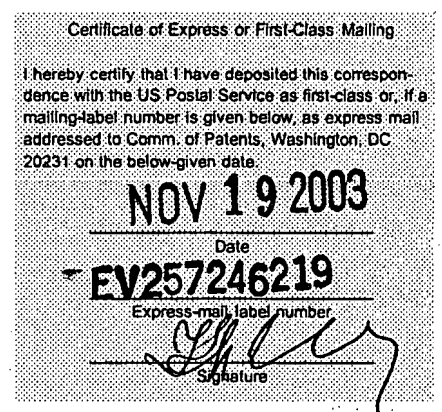 Certificate of Express or First-Class Mailing
I hereby certify that I have deposited this correspon-
dence with the US Postal Service as first-class or, if a
mailing-label number is given below, as express mail
addressed to Comm. of Patents, Washington, DC
20231 on the below-given date.
NOV 19 2003
Date
EV257246219
Express-mail label number
Signature